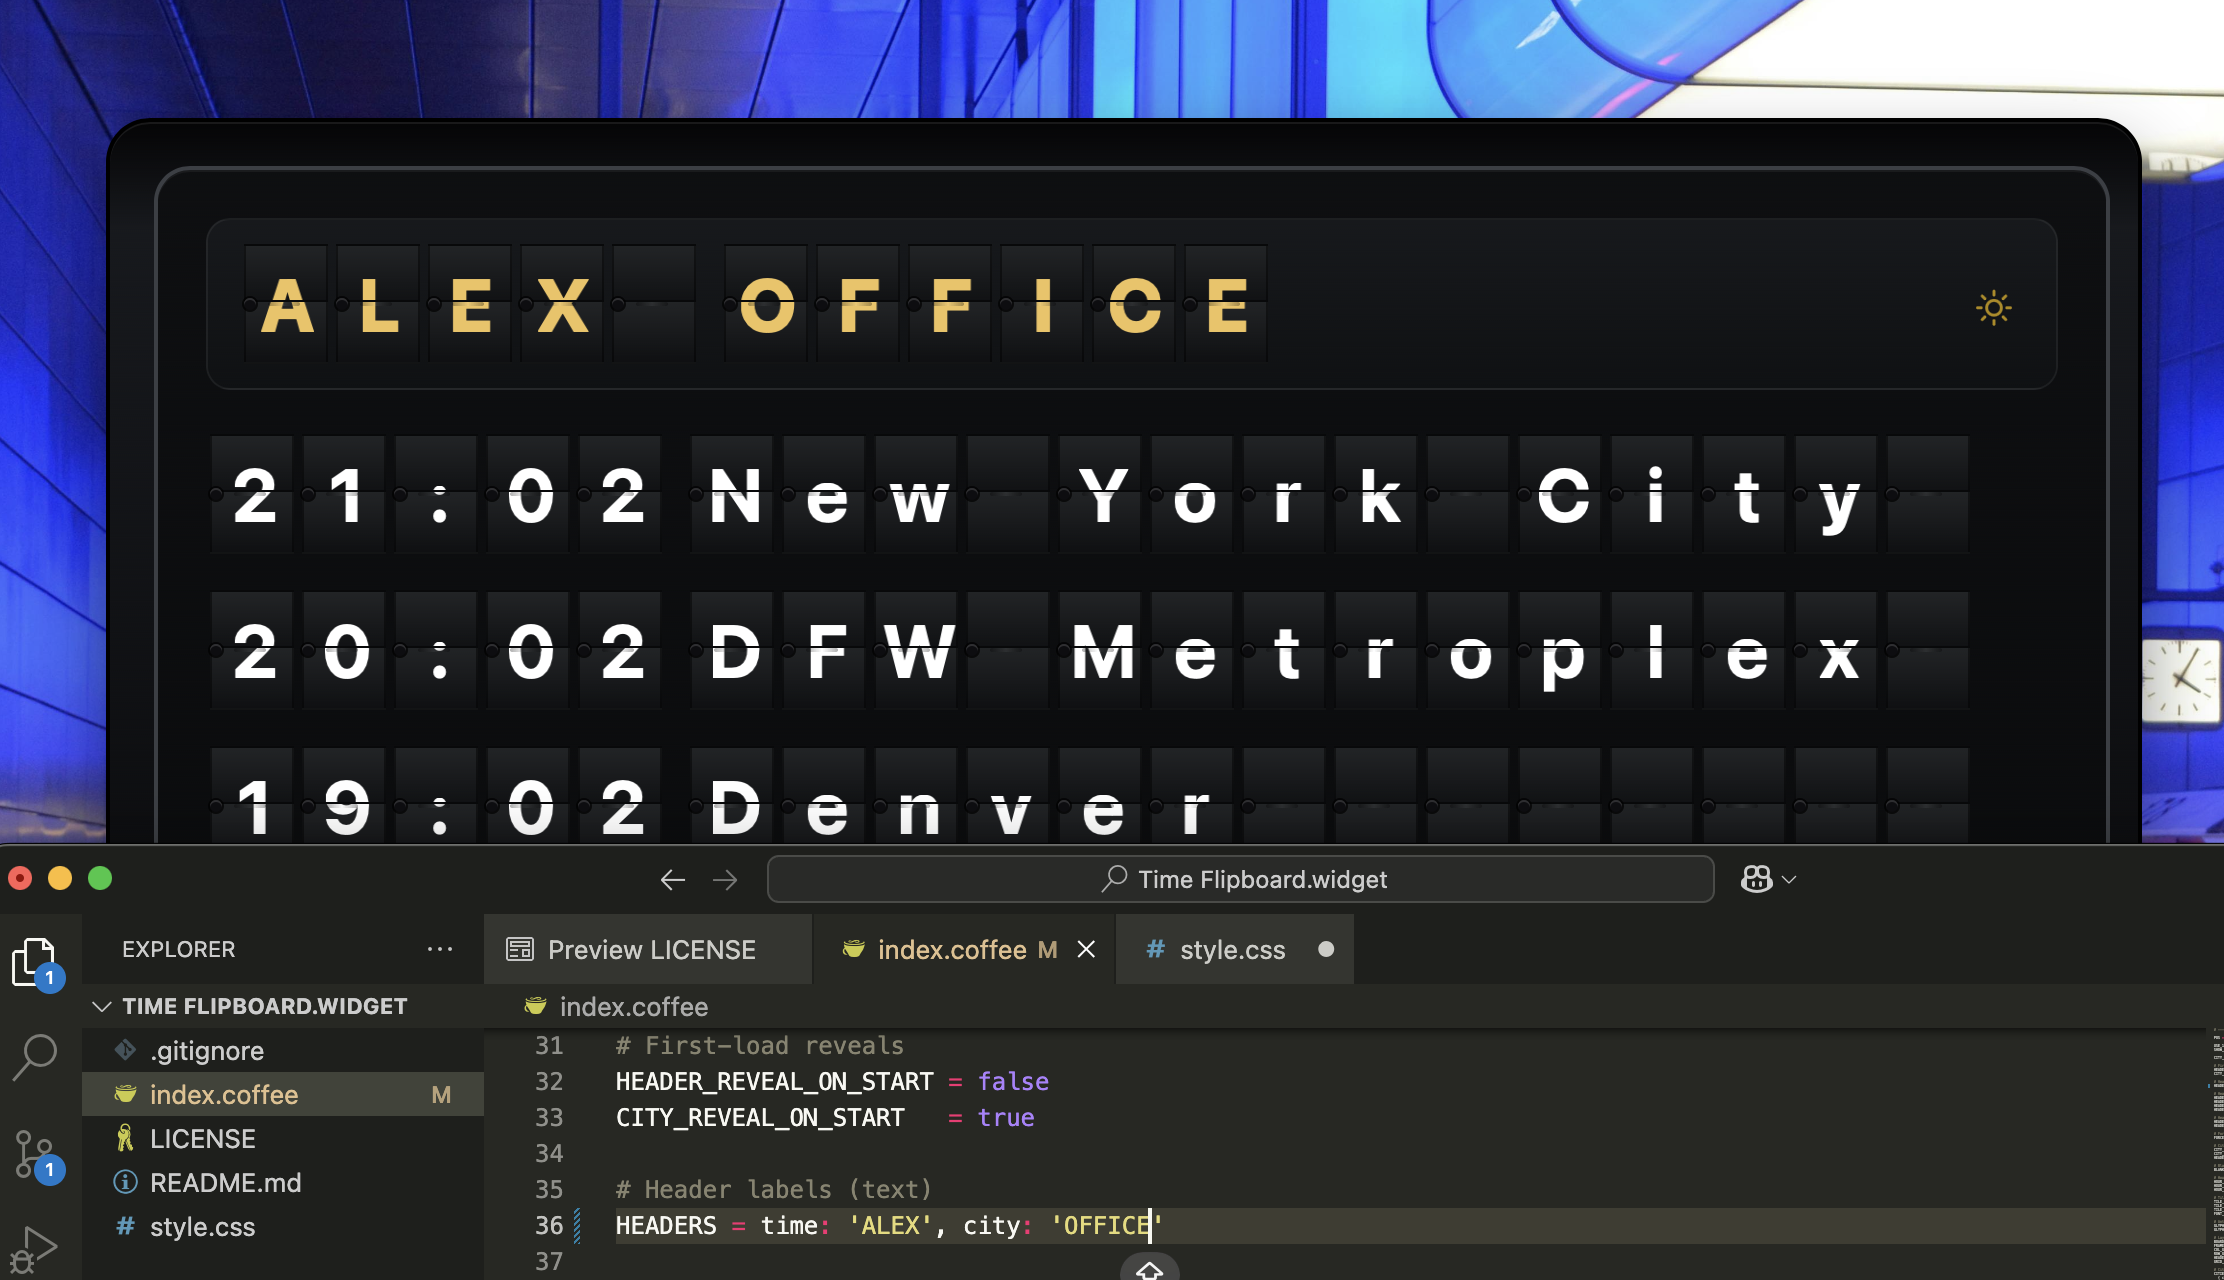 ALEX OFFICE
21:02 New York City
20:02 DFW Metroplex
19:02 Denver
Time Flipboard.widget
EXPLORER
Preview LICENSE
index.coffee M
style.css
1
TIME FLIPBOARD.WIDGET
index.coffee
.gitignore
index.coffee M
LICENSE
README.md
style.css
1
31 # First-load reveals
32 HEADER_REVEAL_ON_START = false
33 CITY_REVEAL_ON_START = true
34
35 # Header labels (text)
36 HEADERS = time: 'ALEX', city: 'OFFICE'
37